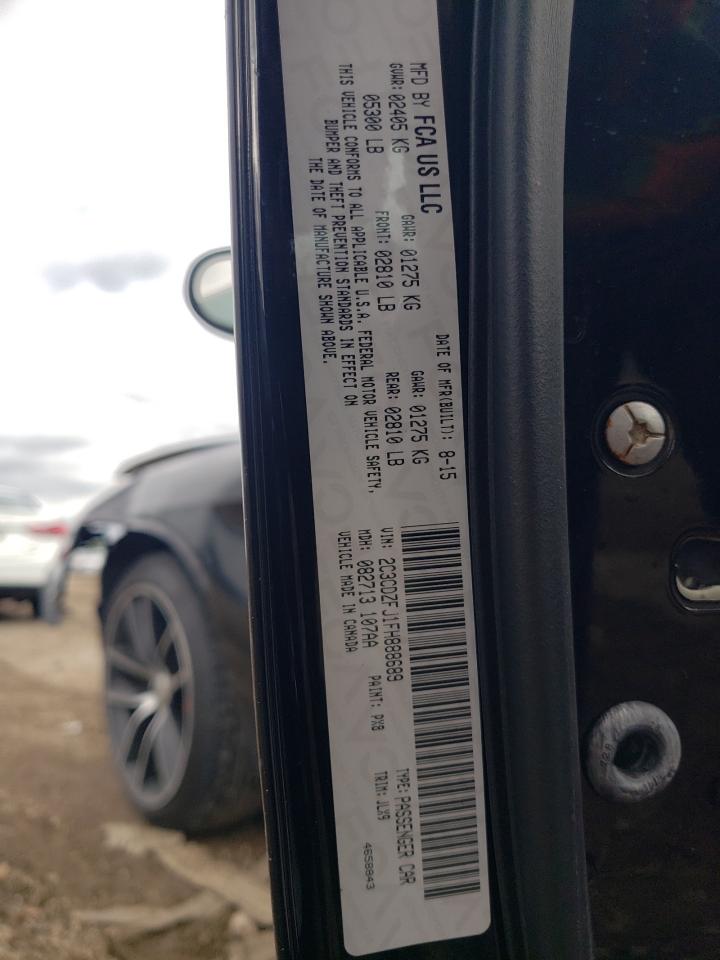 MFD BY FCA US LLC
DATE OF MFR(BUILT): 8-15
GVWR: 02405 KG
GAWR: 01275 KG
GAWR: 01275 KG
05300 LB
FRONT: 02810 LB
REAR: 02810 LB
THIS VEHICLE CONFORMS TO ALL APPLICABLE U.S.A. FEDERAL MOTOR VEHICLE SAFETY,
BUMPER AND THEFT PREVENTION STANDARDS IN EFFECT ON
THE DATE OF MANUFACTURE SHOWN ABOVE.
VIN: 2C3CDZFJ1FH888689
TYPE: PASSENGER CAR
MDH: 082713 107AA
PAINT: PX8
TRIM: JLX9
VEHICLE MADE IN CANADA
4658843